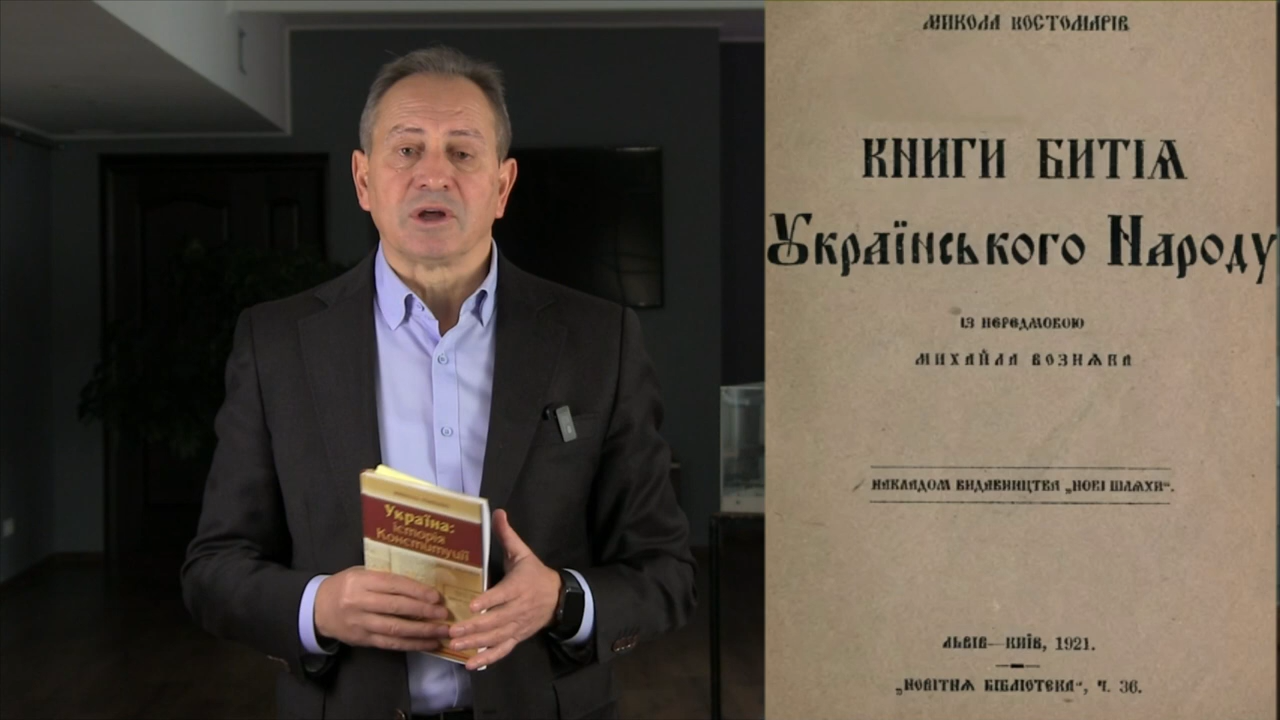 Україна:
історія
Конституції
МИКОЛА КОСТОМАРІВ
КНИГИ БИТІЯ
Українського Народу
ІЗ ПЕРЕДМОВОЮ
МИХАЙЛА ВОЗНЯКА
НАКЛАДОМ ВИДАВНИЦТВА „НОВІ ШЛЯХИ“.
ЛЬВІВ—КИЇВ, 1921.
„НОВІТНЯ БІБЛІОТЕКА“, Ч. 36.